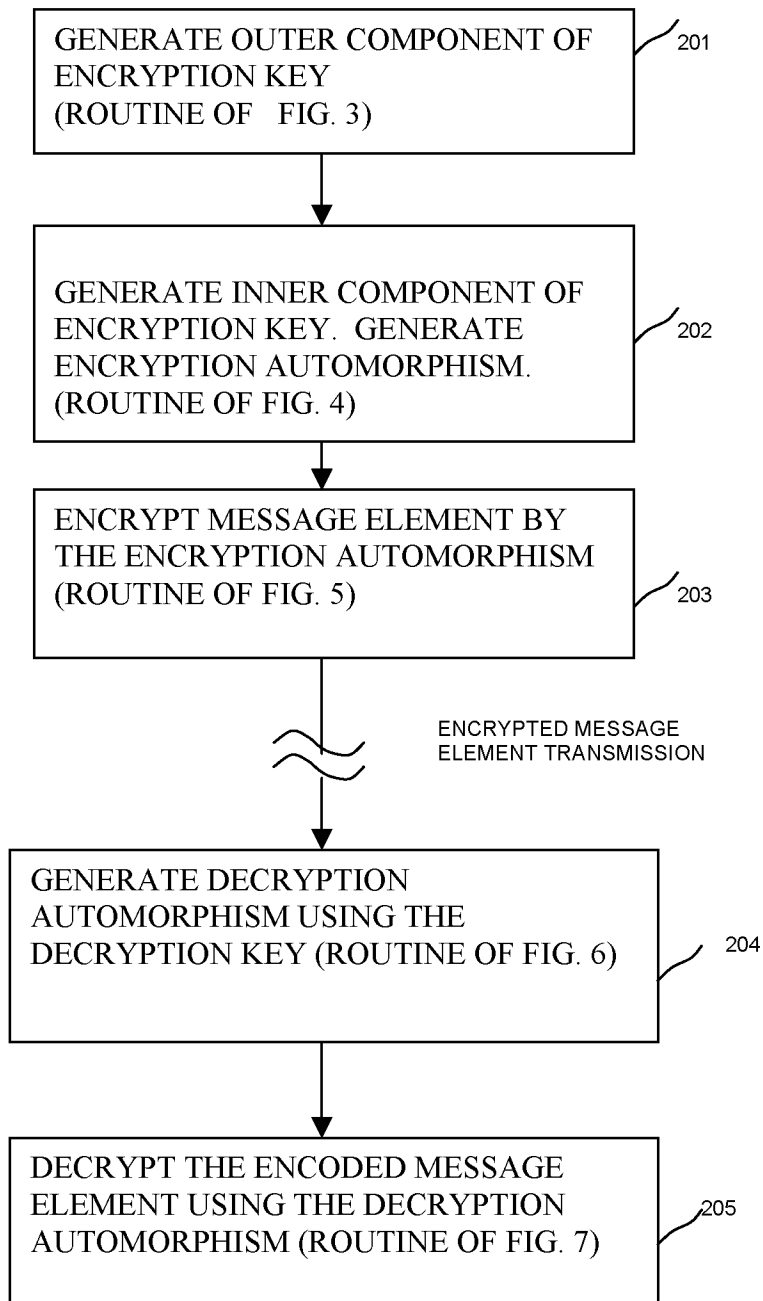 GENERATE OUTER COMPONENT OF
ENCRYPTION KEY
(ROUTINE OF FIG. 3)
201
GENERATE INNER COMPONENT OF
ENCRYPTION KEY. GENERATE
ENCRYPTION AUTOMORPHISM.
(ROUTINE OF FIG. 4)
202
ENCRYPT MESSAGE ELEMENT BY
THE ENCRYPTION AUTOMORPHISM
(ROUTINE OF FIG. 5)
203
ENCRYPTED MESSAGE
ELEMENT TRANSMISSION
GENERATE DECRYPTION
AUTOMORPHISM USING THE
DECRYPTION KEY (ROUTINE OF FIG. 6)
204
DECRYPT THE ENCODED MESSAGE
ELEMENT USING THE DECRYPTION
AUTOMORPHISM (ROUTINE OF FIG. 7)
205